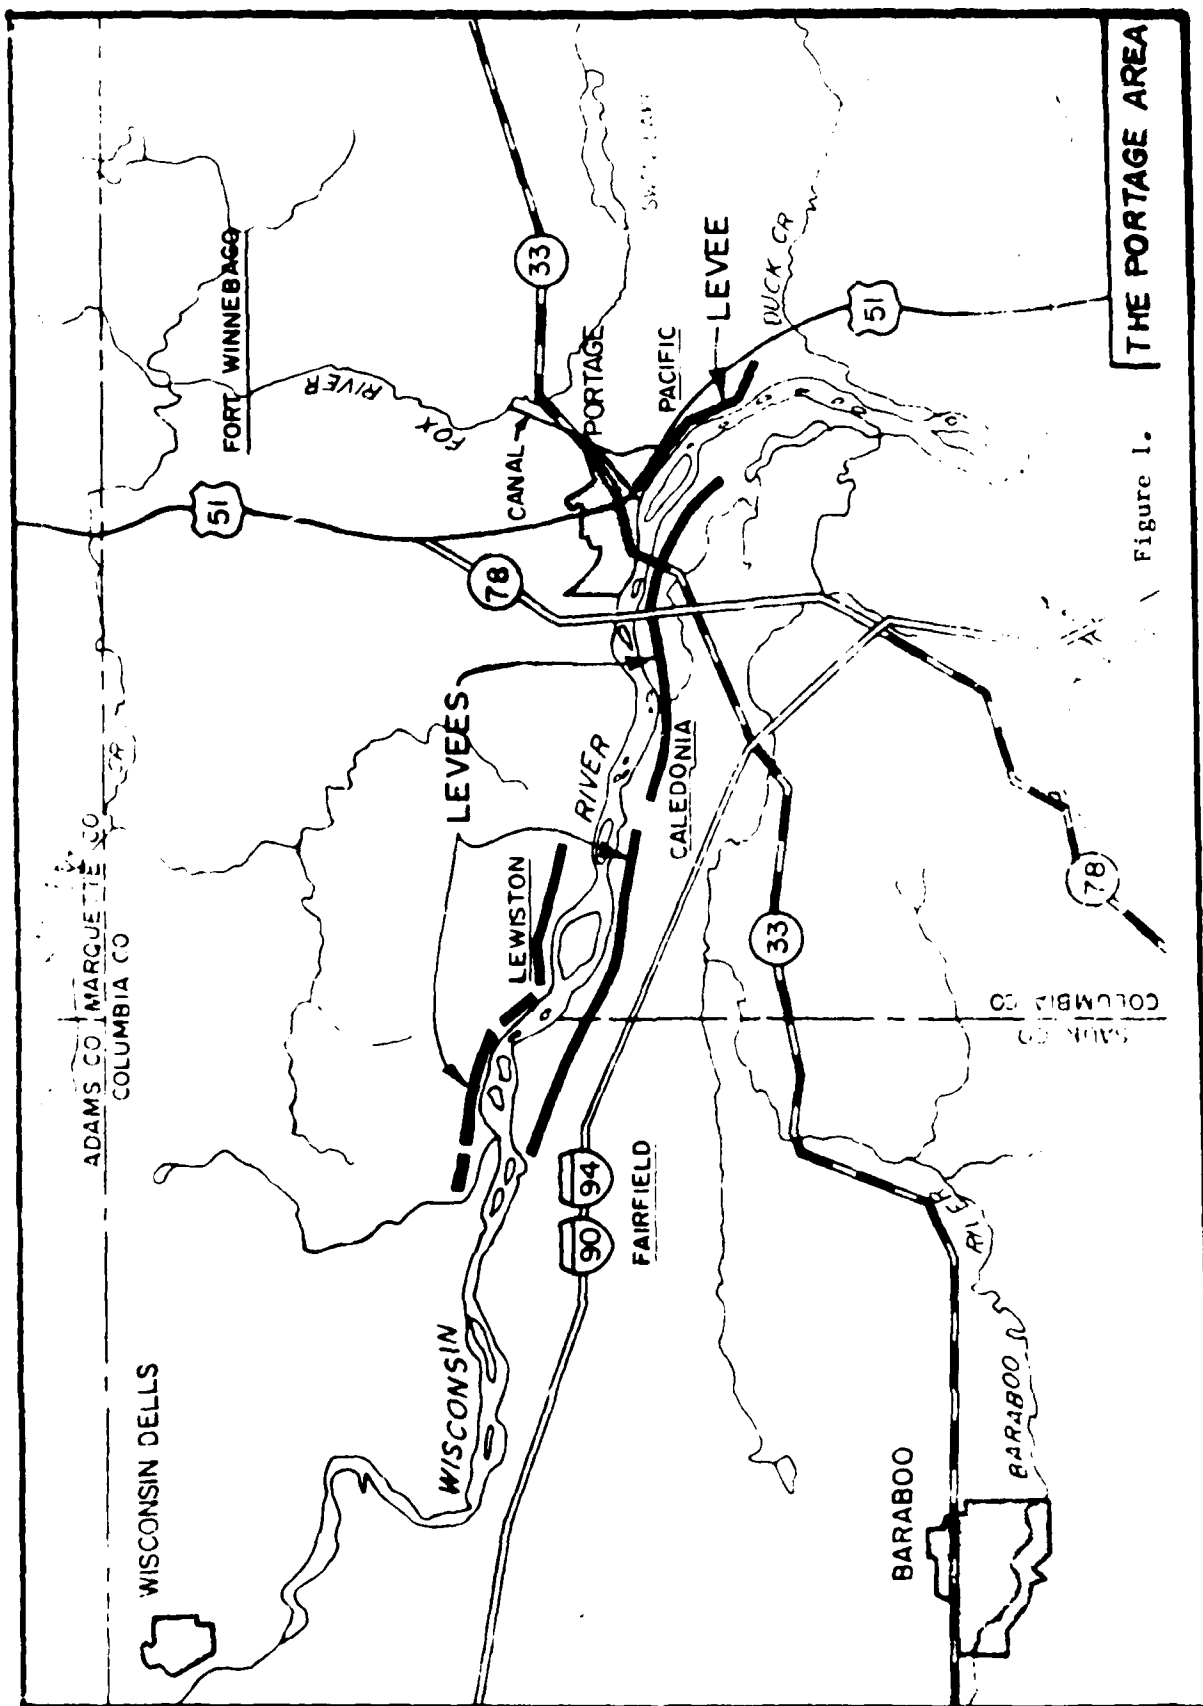 WISCONSIN DELLS
ADAMS CO
MARQUETTE CO
COLUMBIA CO
CR
FORT WINNEBAGO
51
FOX
RIVER
33
CANAL
PORTAGE
PACIFIC
LEVEE
DUCK CR
51
78
LEVEES
LEWISTON
WISCONSIN
RIVER
CALEDONIA
90
94
FAIRFIELD
33
78
COLUMBIA CO
BARABOO
BARABOO
RIVER
Figure 1.
THE PORTAGE AREA